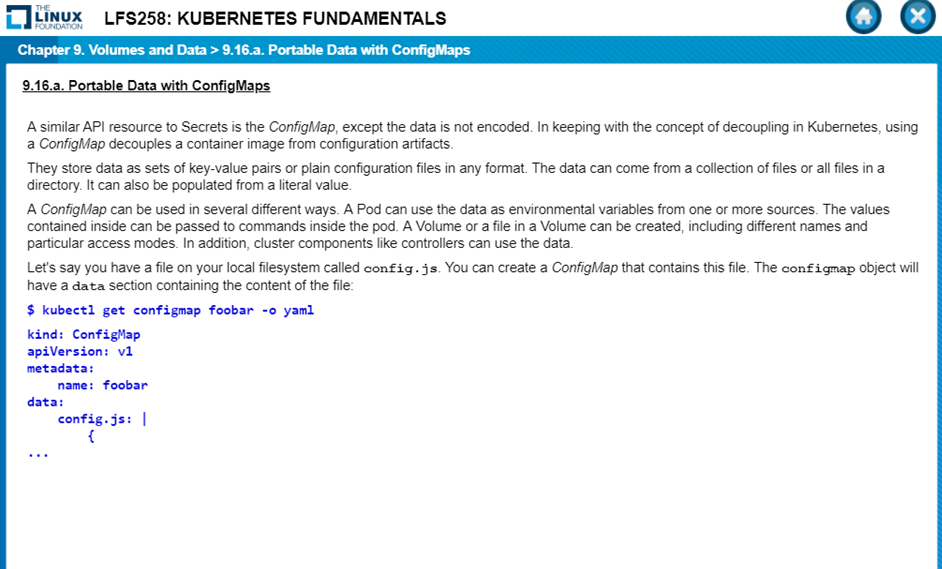 THE
LINUX
FOUNDATION
LFS258: KUBERNETES FUNDAMENTALS
Chapter 9. Volumes and Data > 9.16.a. Portable Data with ConfigMaps
9.16.a. Portable Data with ConfigMaps
A similar API resource to Secrets is the ConfigMap, except the data is not encoded. In keeping with the concept of decoupling in Kubernetes, using
a ConfigMap decouples a container image from configuration artifacts.
They store data as sets of key-value pairs or plain configuration files in any format. The data can come from a collection of files or all files in a
directory. It can also be populated from a literal value.
A ConfigMap can be used in several different ways. A Pod can use the data as environmental variables from one or more sources. The values
contained inside can be passed to commands inside the pod. A Volume or a file in a Volume can be created, including different names and
particular access modes. In addition, cluster components like controllers can use the data.
Let's say you have a file on your local filesystem called config.js. You can create a ConfigMap that contains this file. The configmap object will
have a data section containing the content of the file:
$ kubectl get configmap foobar -o yaml
kind: ConfigMap
apiVersion: v1
metadata:
    name: foobar
data:
    config.js: |
        {
...